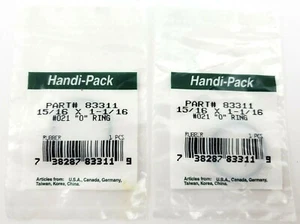 Handi-Pack
PART# 83311
15/16 X 1-1/16
#021 "O" RING
RUBBER 1 PCS
7 38287 83311 9
Articles from: U.S.A., Canada, Germany,
Taiwan, Korea, China.
Handi-Pack
PART# 83311
15/16 X 1-1/16
#021 "O" RING
RUBBER 1 PCS
7 38287 83311 9
Articles from: U.S.A., Canada, Germany,
Taiwan, Korea, China.